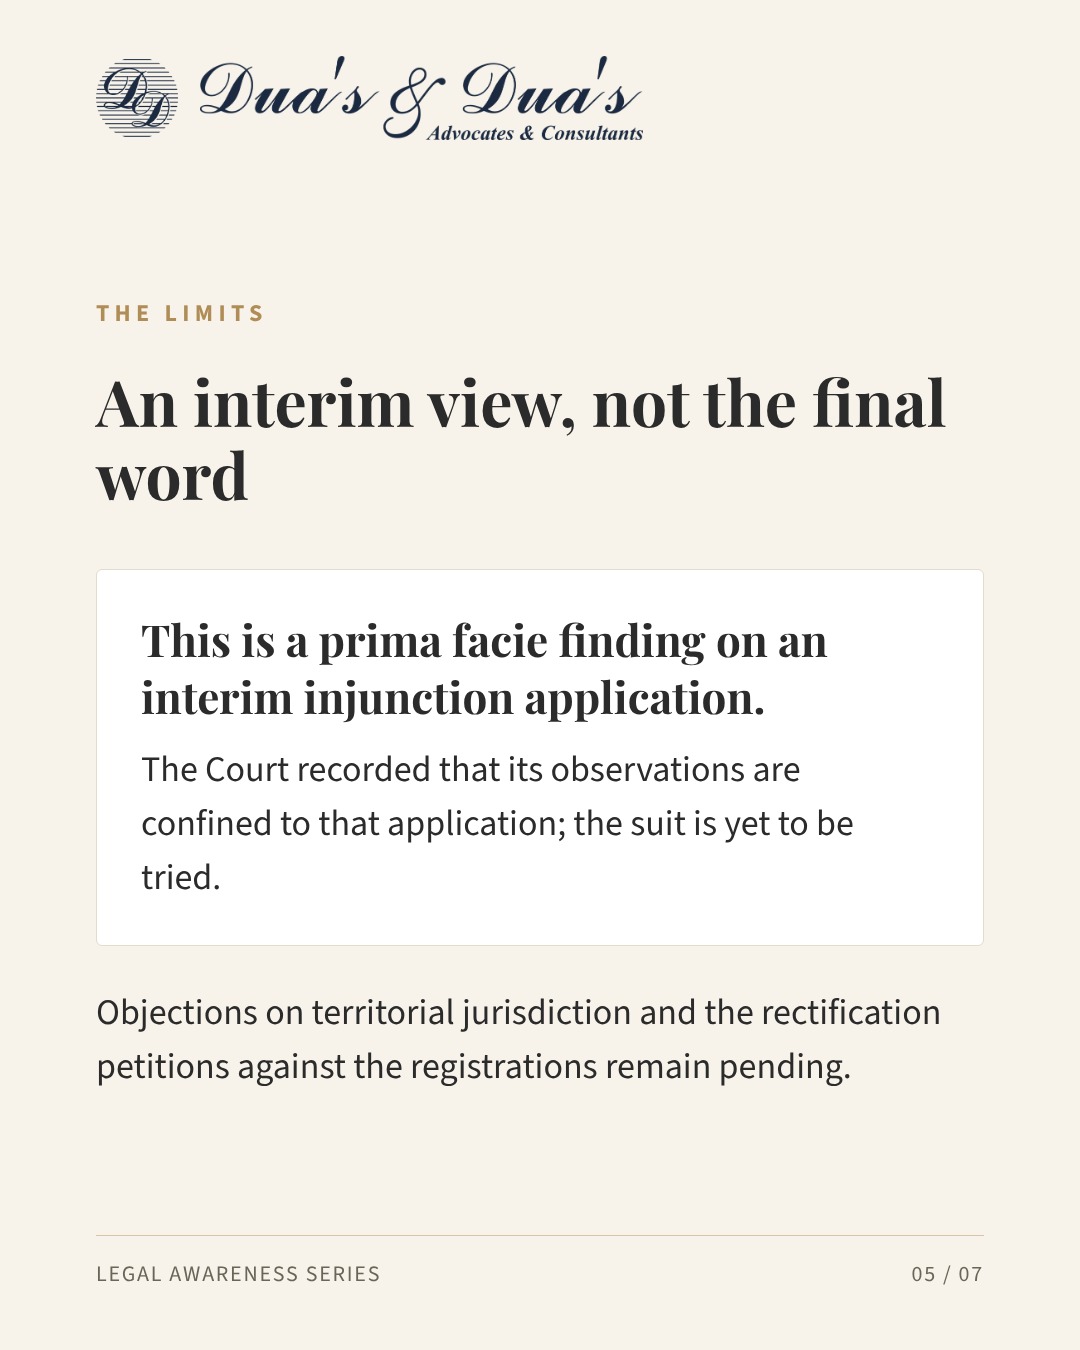 DD Dua's & Dua's
Advocates & Consultants
THE LIMITS
An interim view, not the final
word
This is a prima facie finding on an
interim injunction application.
The Court recorded that its observations are
confined to that application; the suit is yet to be
tried.
Objections on territorial jurisdiction and the rectification
petitions against the registrations remain pending.
LEGAL AWARENESS SERIES
05 / 07